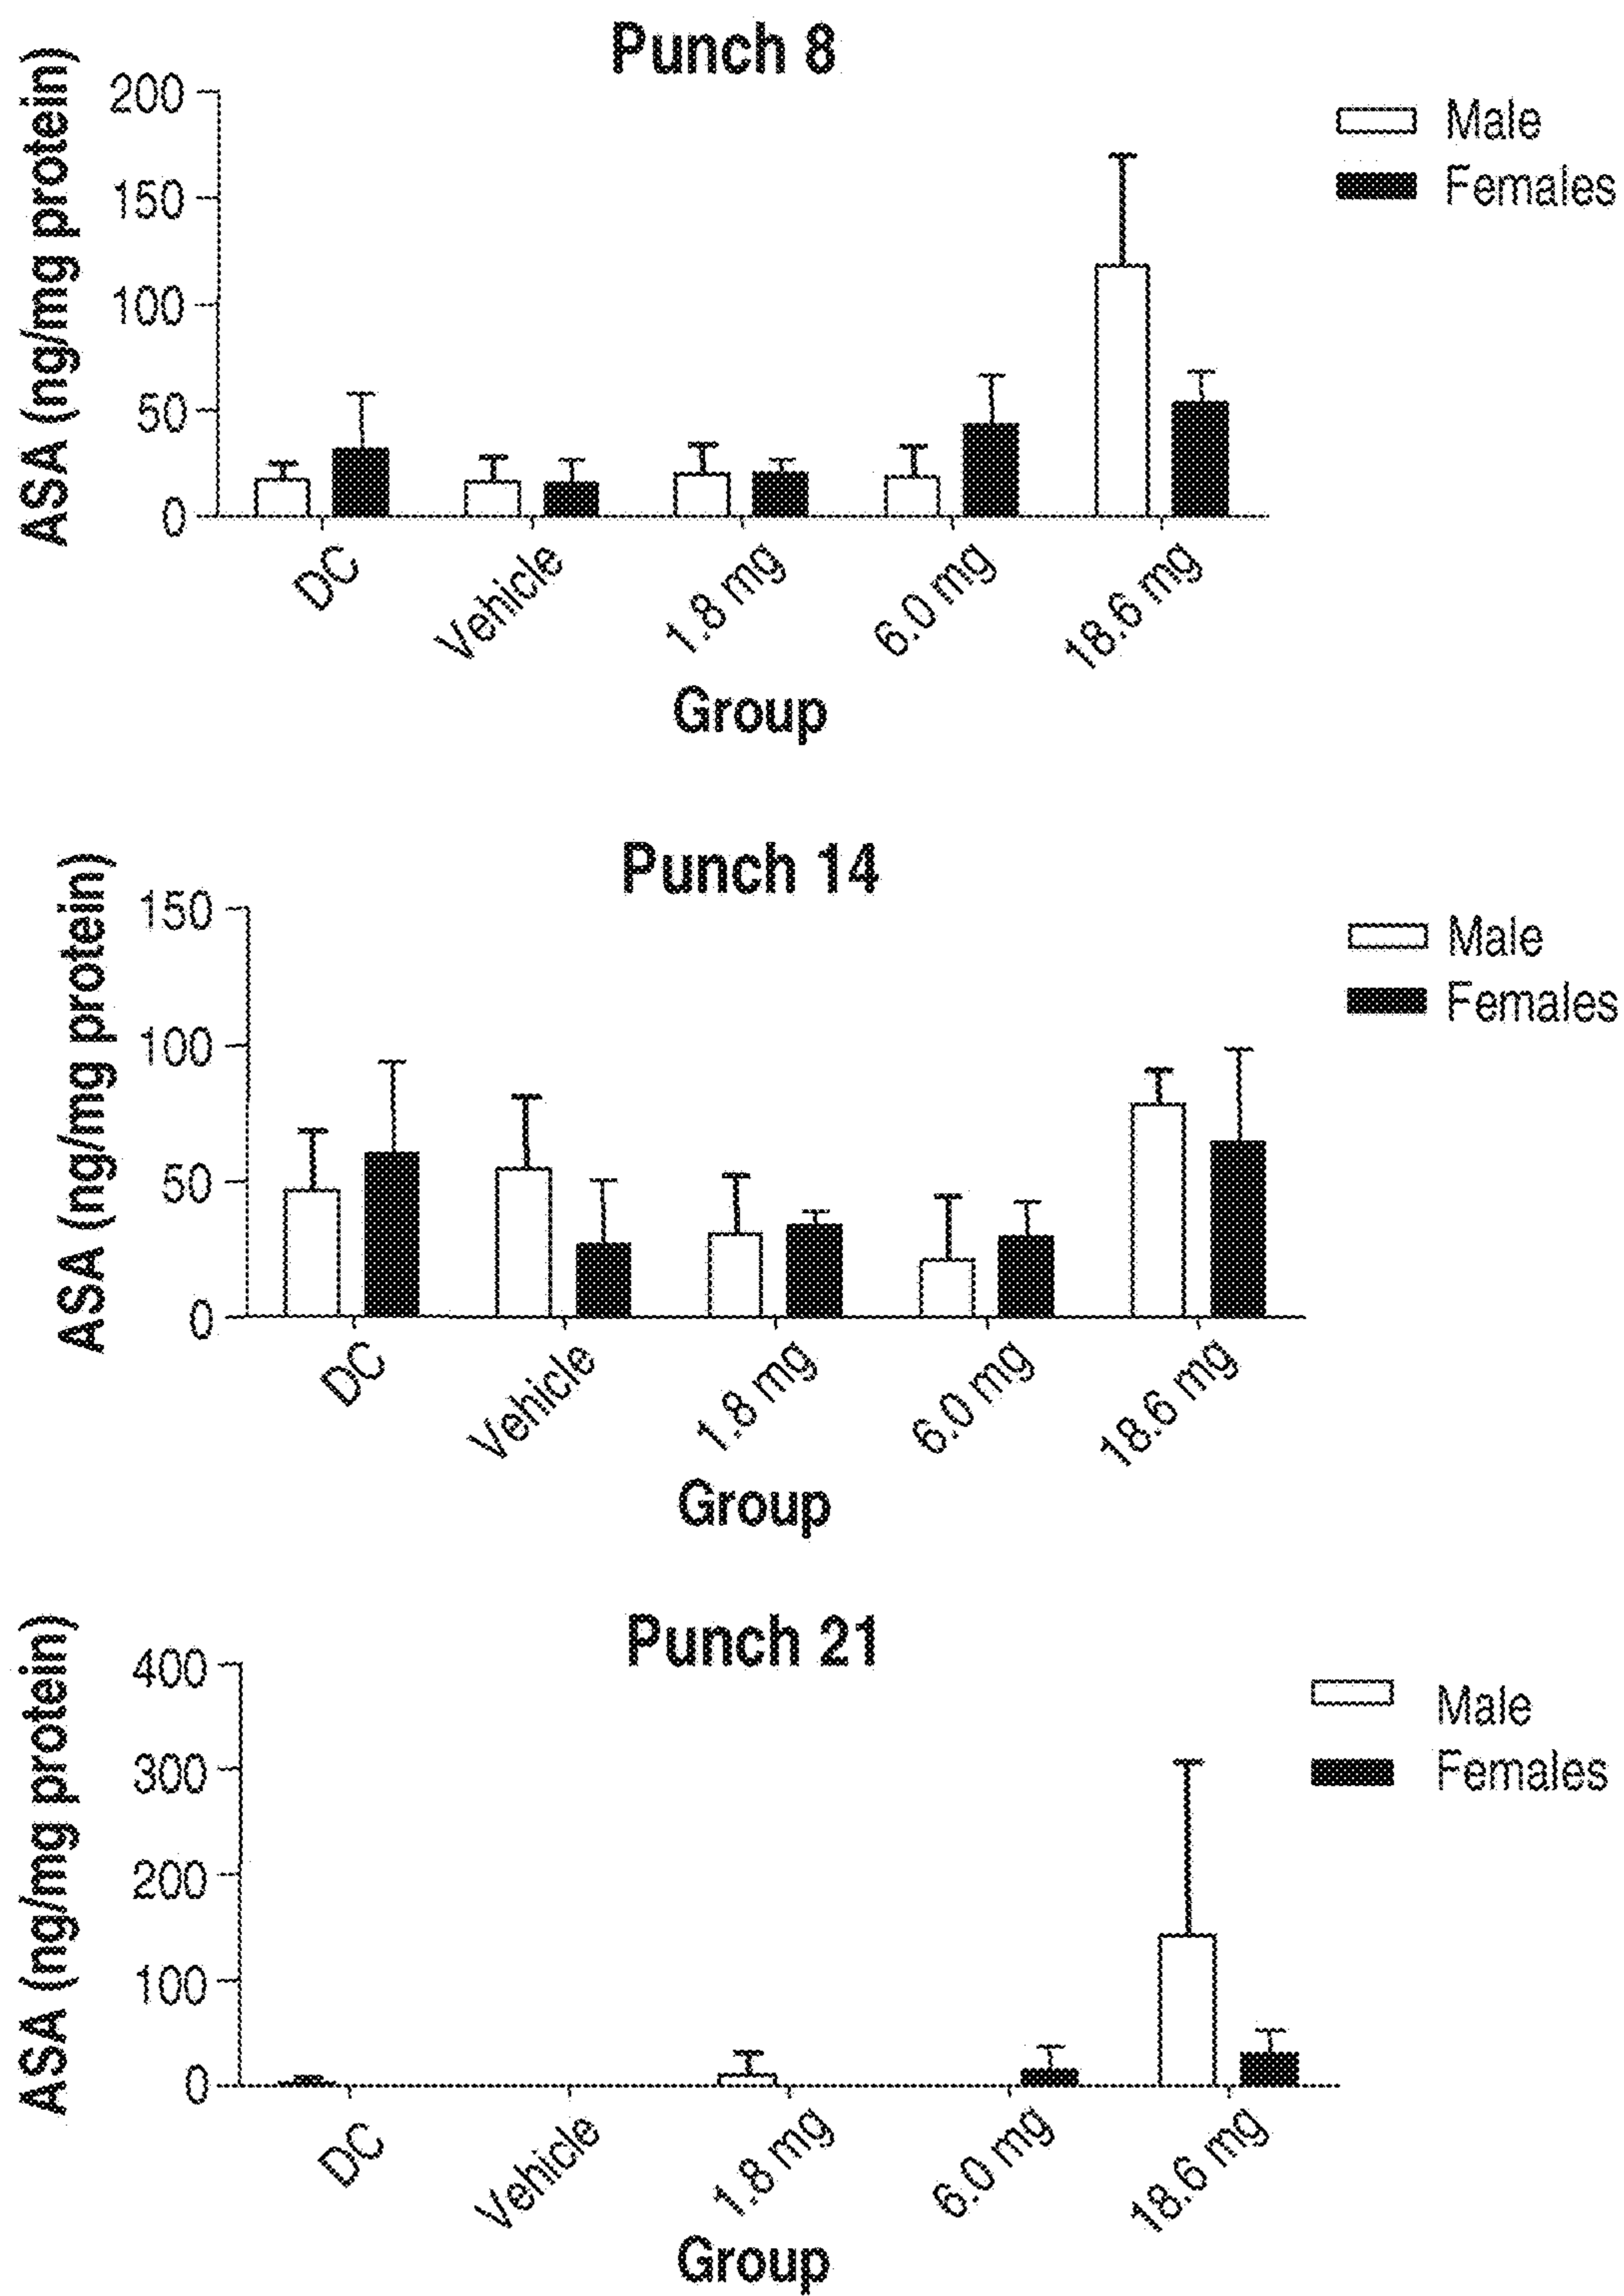 Punch 8
ASA (ng/mg protein)
200
150
100
50
0
Male
Females
DC
Vehicle
1.8 mg
6.0 mg
18.6 mg
Group
Punch 14
ASA (ng/mg protein)
150
100
50
0
Male
Females
DC
Vehicle
1.8 mg
6.0 mg
18.6 mg
Group
Punch 21
ASA (ng/mg protein)
400
300
200
100
0
Male
Females
DC
Vehicle
1.8 mg
6.0 mg
18.6 mg
Group